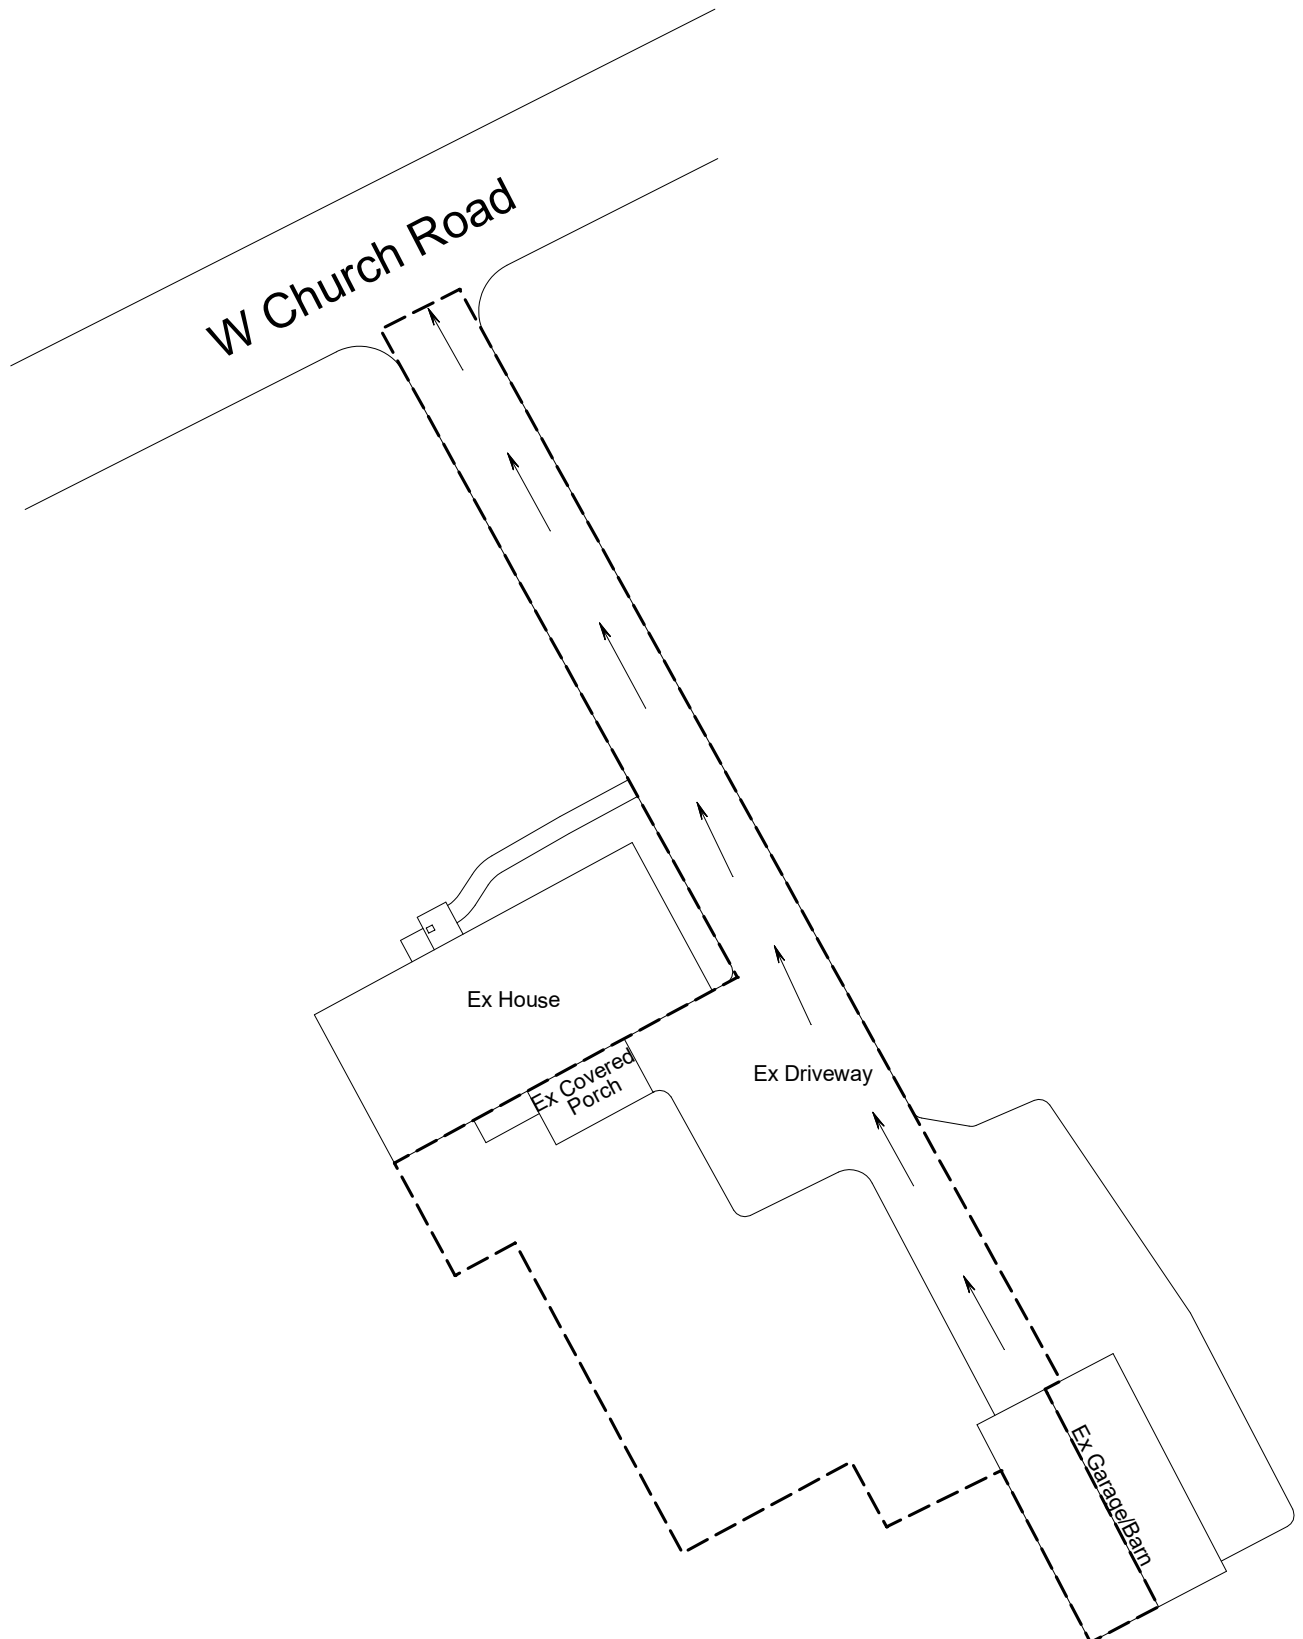 W Church Road
Ex House
Ex Covered
Porch
Ex Driveway
Ex Garage/Barn